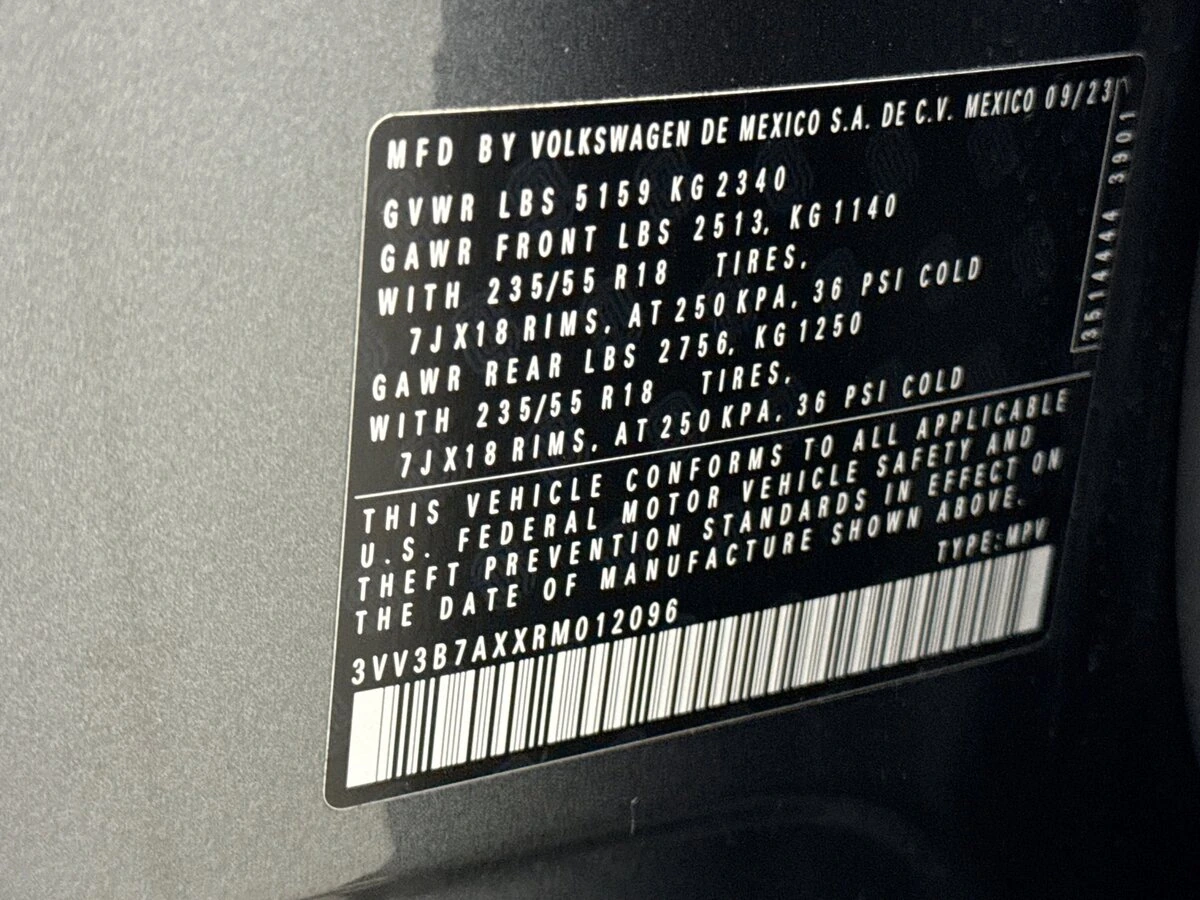 MFD BY VOLKSWAGEN DE MEXICO S.A. DE C.V. MEXICO 09/23
GVWR LBS 5159 KG 2340
GAWR FRONT LBS 2513, KG 1140
WITH 235/55 R18 TIRES,
7JX18 RIMS, AT 250 KPA, 36 PSI COLD
GAWR REAR LBS 2756, KG 1250
WITH 235/55 R18 TIRES,
7JX18 RIMS, AT 250 KPA, 36 PSI COLD
3514444 3901
THIS VEHICLE CONFORMS TO ALL APPLICABLE
U.S. FEDERAL MOTOR VEHICLE SAFETY AND
THEFT PREVENTION STANDARDS IN EFFECT ON
THE DATE OF MANUFACTURE SHOWN ABOVE.
TYPE:MPV
3VV3B7AXXRM012096